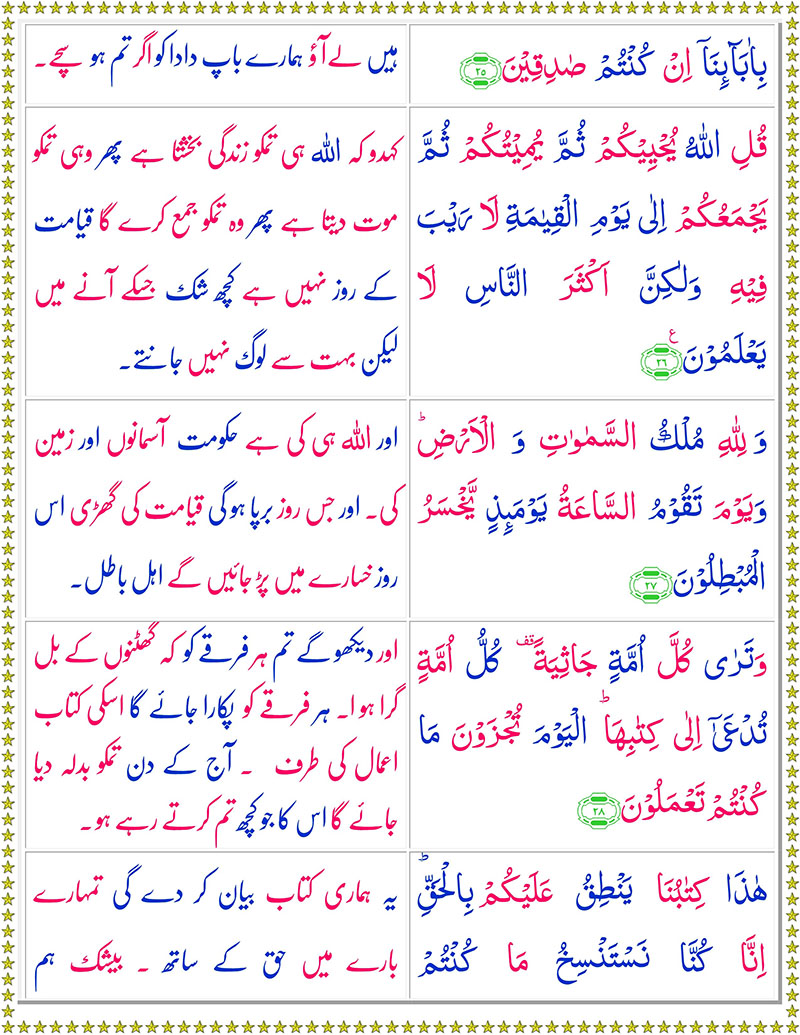 بِاٰبَآئِنَاۤ اِنْ كُنْتُمْ صٰدِقِيْنَ ۲۵
ہیں لے آؤ ہمارے باپ دادا کو اگر تم ہو سچے۔
قُلِ اللّٰهُ يُحْيِيْكُمْ ثُمَّ يُمِيْتُكُمْ ثُمَّ
يَجْمَعُكُمْ اِلٰى يَوْمِ الْقِيٰمَةِ لَا رَيْبَ
فِيْهِ وَلٰكِنَّ اَكْثَرَ النَّاسِ لَا
يَعْلَمُوْنَ ۲۶ ع
کہدو کہ اللہ ہی تمکو زندگی بخشتا ہے پھر وہی تمکو
موت دیتا ہے پھر وہ تمکو جمع کرے گا قیامت
کے روز نہیں ہے کچھ شک جسکے آنے میں
لیکن بہت سے لوگ نہیں جانتے۔
وَ لِلّٰهِ مُلْكُ السَّمٰوٰتِ وَ الْاَرْضِ ؕ
وَيَوْمَ تَقُوْمُ السَّاعَةُ يَوْمَئِذٍ يَّخْسَرُ
الْمُبْطِلُوْنَ ۲۷
اور اللہ ہی کی ہے حکومت آسمانوں اور زمین
کی۔ اور جس روز برپا ہوگی قیامت کی گھڑی اس
روز خسارے میں پڑ جائیں گے اہل باطل۔
وَتَرٰى كُلَّ اُمَّةٍ جَاثِيَةً ۫ كُلُّ اُمَّةٍ
تُدْعٰۤى اِلٰى كِتٰبِهَا ؕ الْيَوْمَ تُجْزَوْنَ مَا
كُنْتُمْ تَعْمَلُوْنَ ۲۸
اور دیکھو گے تم ہر فرقے کو کہ گھٹنوں کے بل
گرا ہوا۔ ہر فرقے کو پکارا جائے گا اسکی کتاب
اعمال کی طرف ۔ آج کے دن تمکو بدلہ دیا
جائے گا اس کا جو کچھ تم کرتے رہے ہو۔
هٰذَا كِتٰبُنَا يَنْطِقُ عَلَيْكُمْ بِالْحَقِّ ؕ
اِنَّا كُنَّا نَسْتَنْسِخُ مَا كُنْتُمْ
یہ ہماری کتاب بیان کر دے گی تمہارے
بارے میں حق کے ساتھ ۔ بیشک ہم